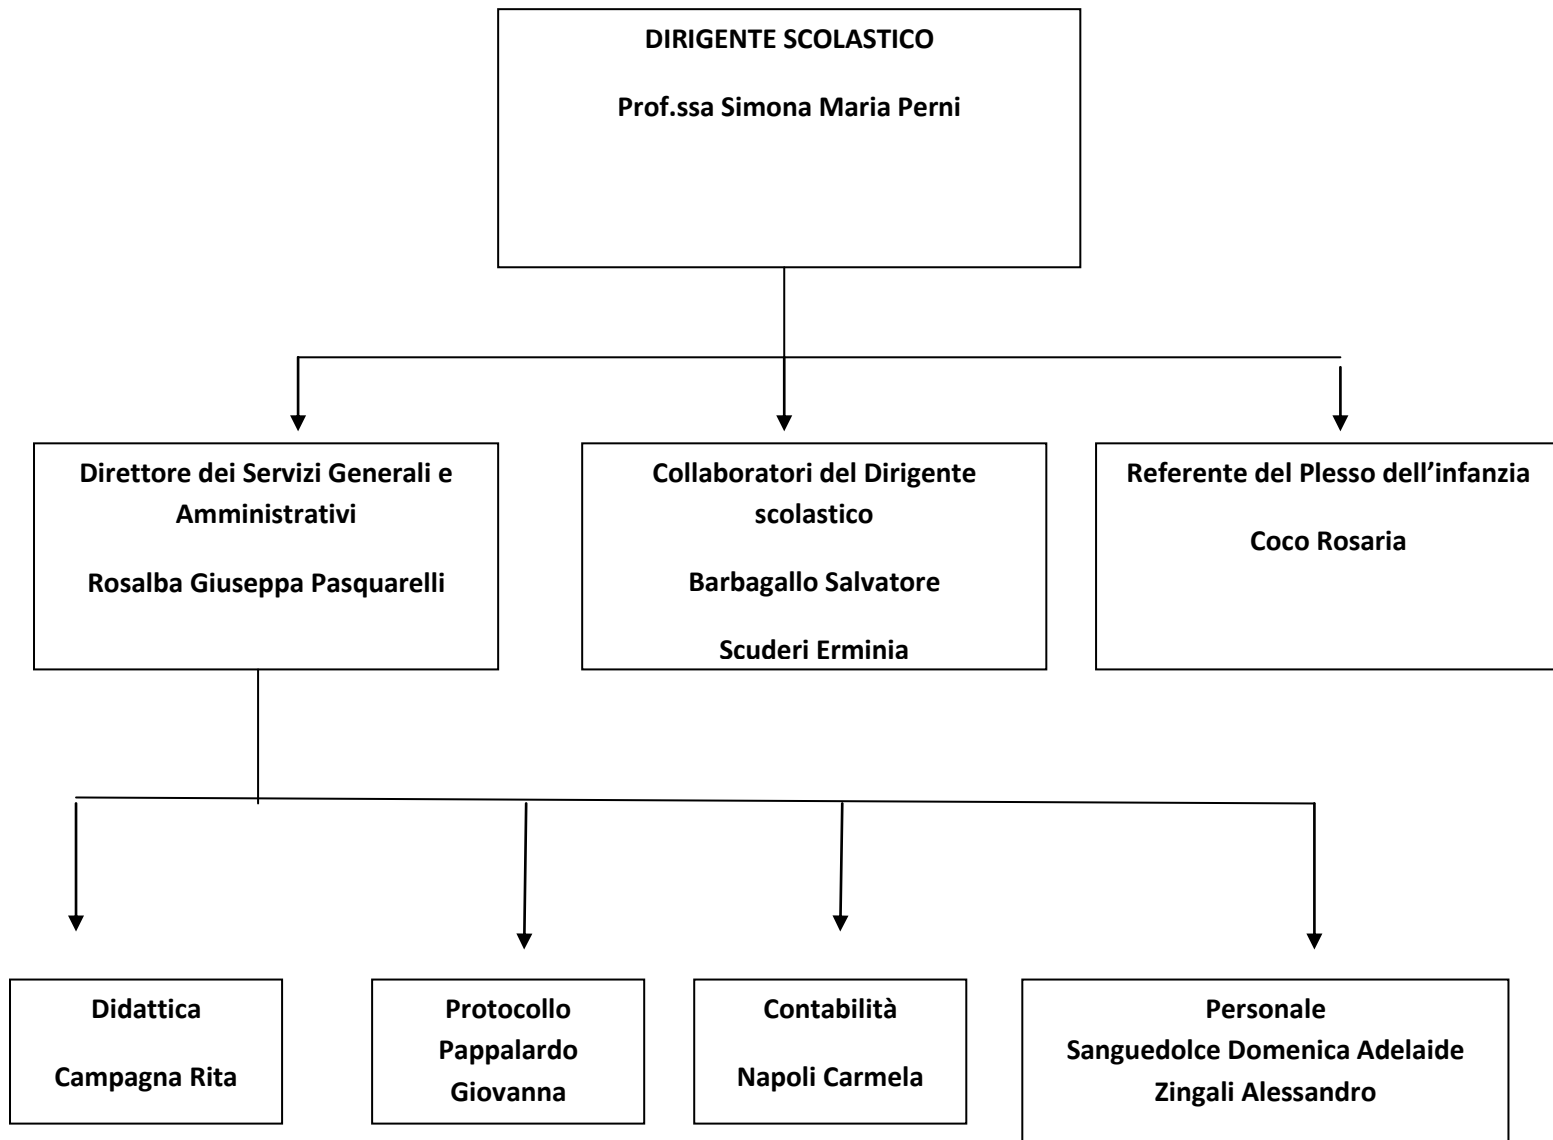 DIRIGENTE SCOLASTICO
Prof.ssa Simona Maria Perni
Direttore dei Servizi Generali e
Amministrativi
Rosalba Giuseppa Pasquarelli
Collaboratori del Dirigente
scolastico
Barbagallo Salvatore
Scuderi Erminia
Referente del Plesso dell’infanzia
Coco Rosaria
Didattica
Campagna Rita
Protocollo
Pappalardo
Giovanna
Contabilità
Napoli Carmela
Personale
Sanguedolce Domenica Adelaide
Zingali Alessandro